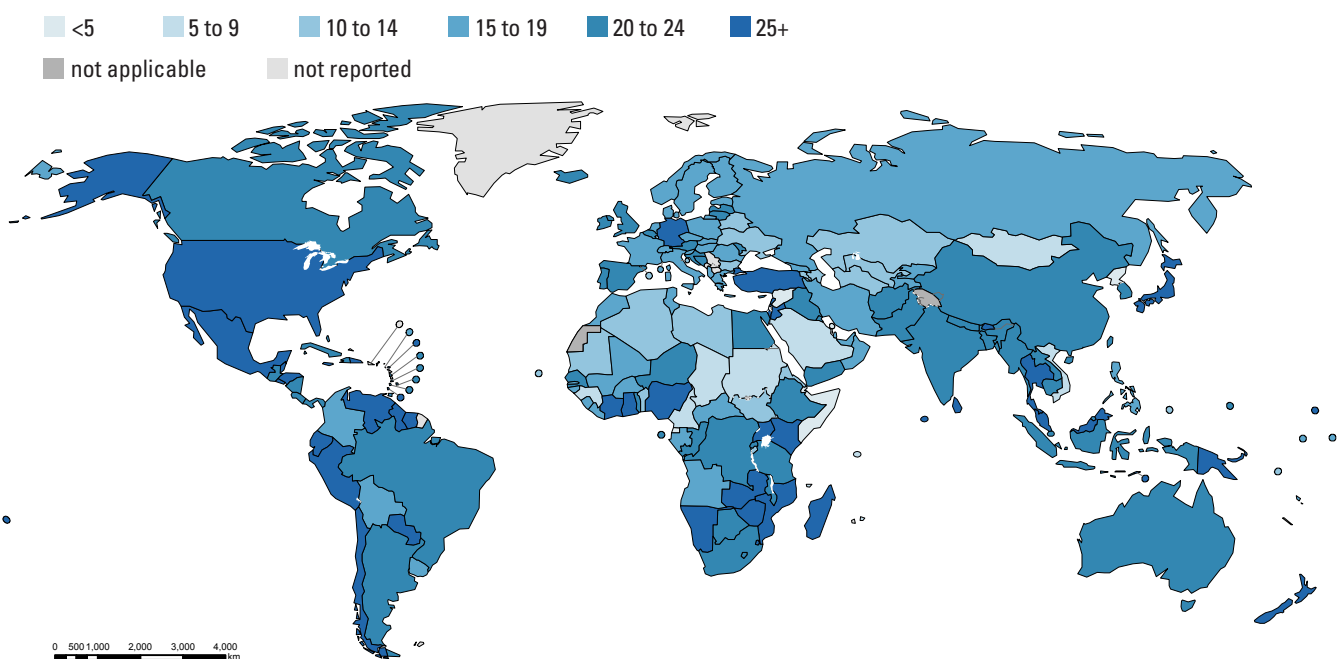 <5 5 to 9 10 to 14 15 to 19 20 to 24 25+
not applicable not reported
0 500 1,000 2,000 3,000 4,000
km